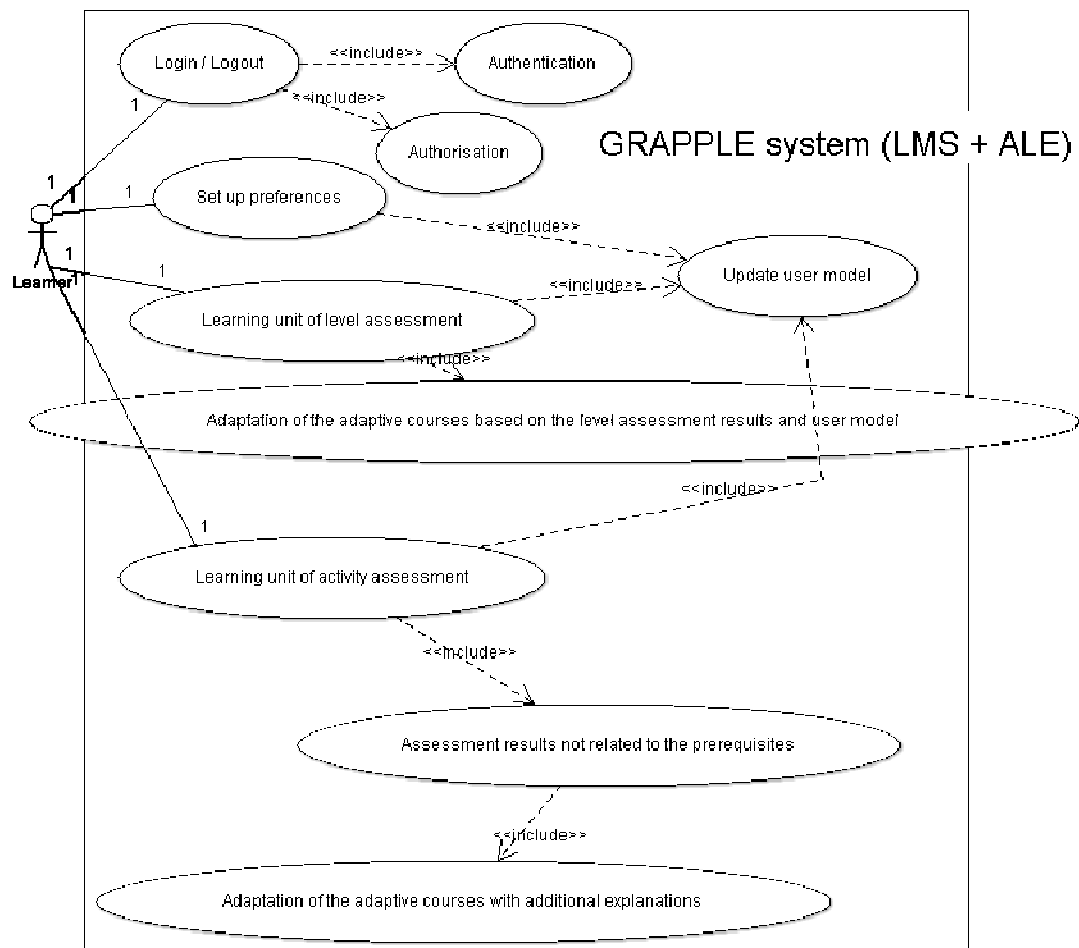 Login / Logout
<<include>>
Authentication
<<include>>
Authorisation
GRAPPLE system (LMS + ALE)
1
1
1
1
Set up preferences
<<include>>
Update user model
Learner
1
1
1
Learning unit of level assessment
<<include>>
<<include>>
Adaptation of the adaptive courses based on the level assessment results and user model
<<include>>
1
Learning unit of activity assessment
<<include>>
Assessment results not related to the prerequisites
<<include>>
Adaptation of the adaptive courses with additional explanations